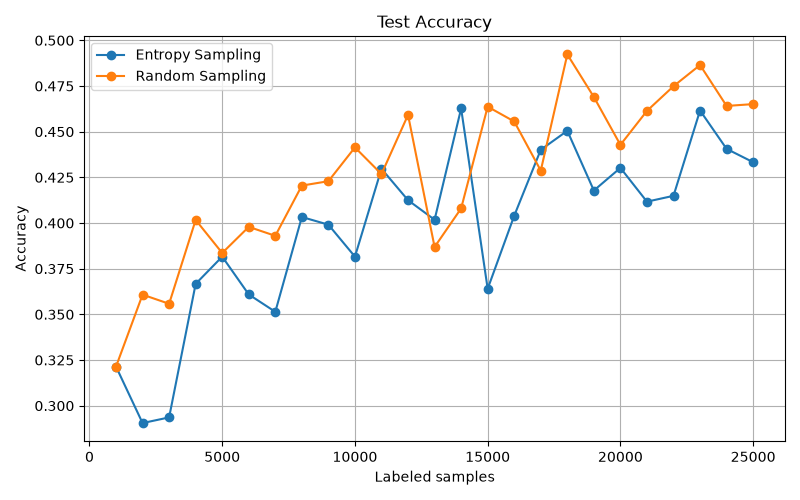 Test Accuracy
Entropy Sampling
Random Sampling
Accuracy
0.500
0.475
0.450
0.425
0.400
0.375
0.350
0.325
0.300
0 5000 10000 15000 20000 25000
Labeled samples